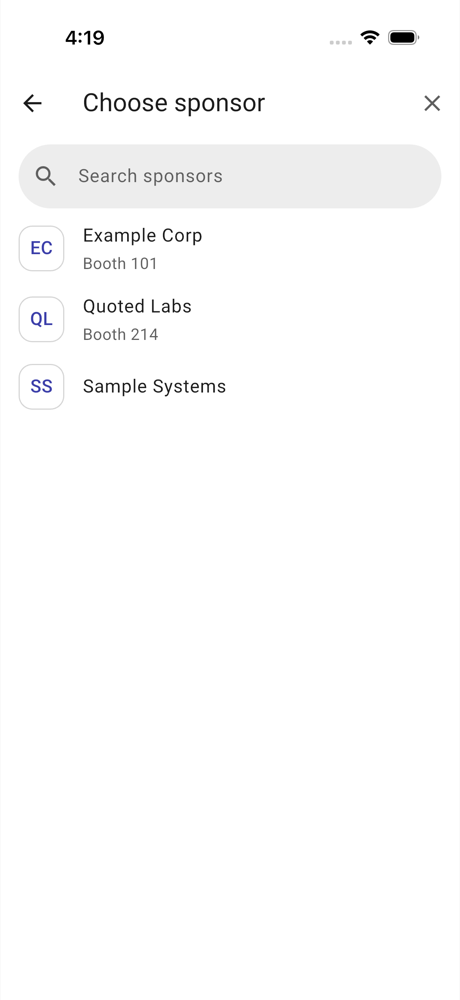 4:19
Choose sponsor
Search sponsors
EC
Example Corp
Booth 101
QL
Quoted Labs
Booth 214
SS
Sample Systems